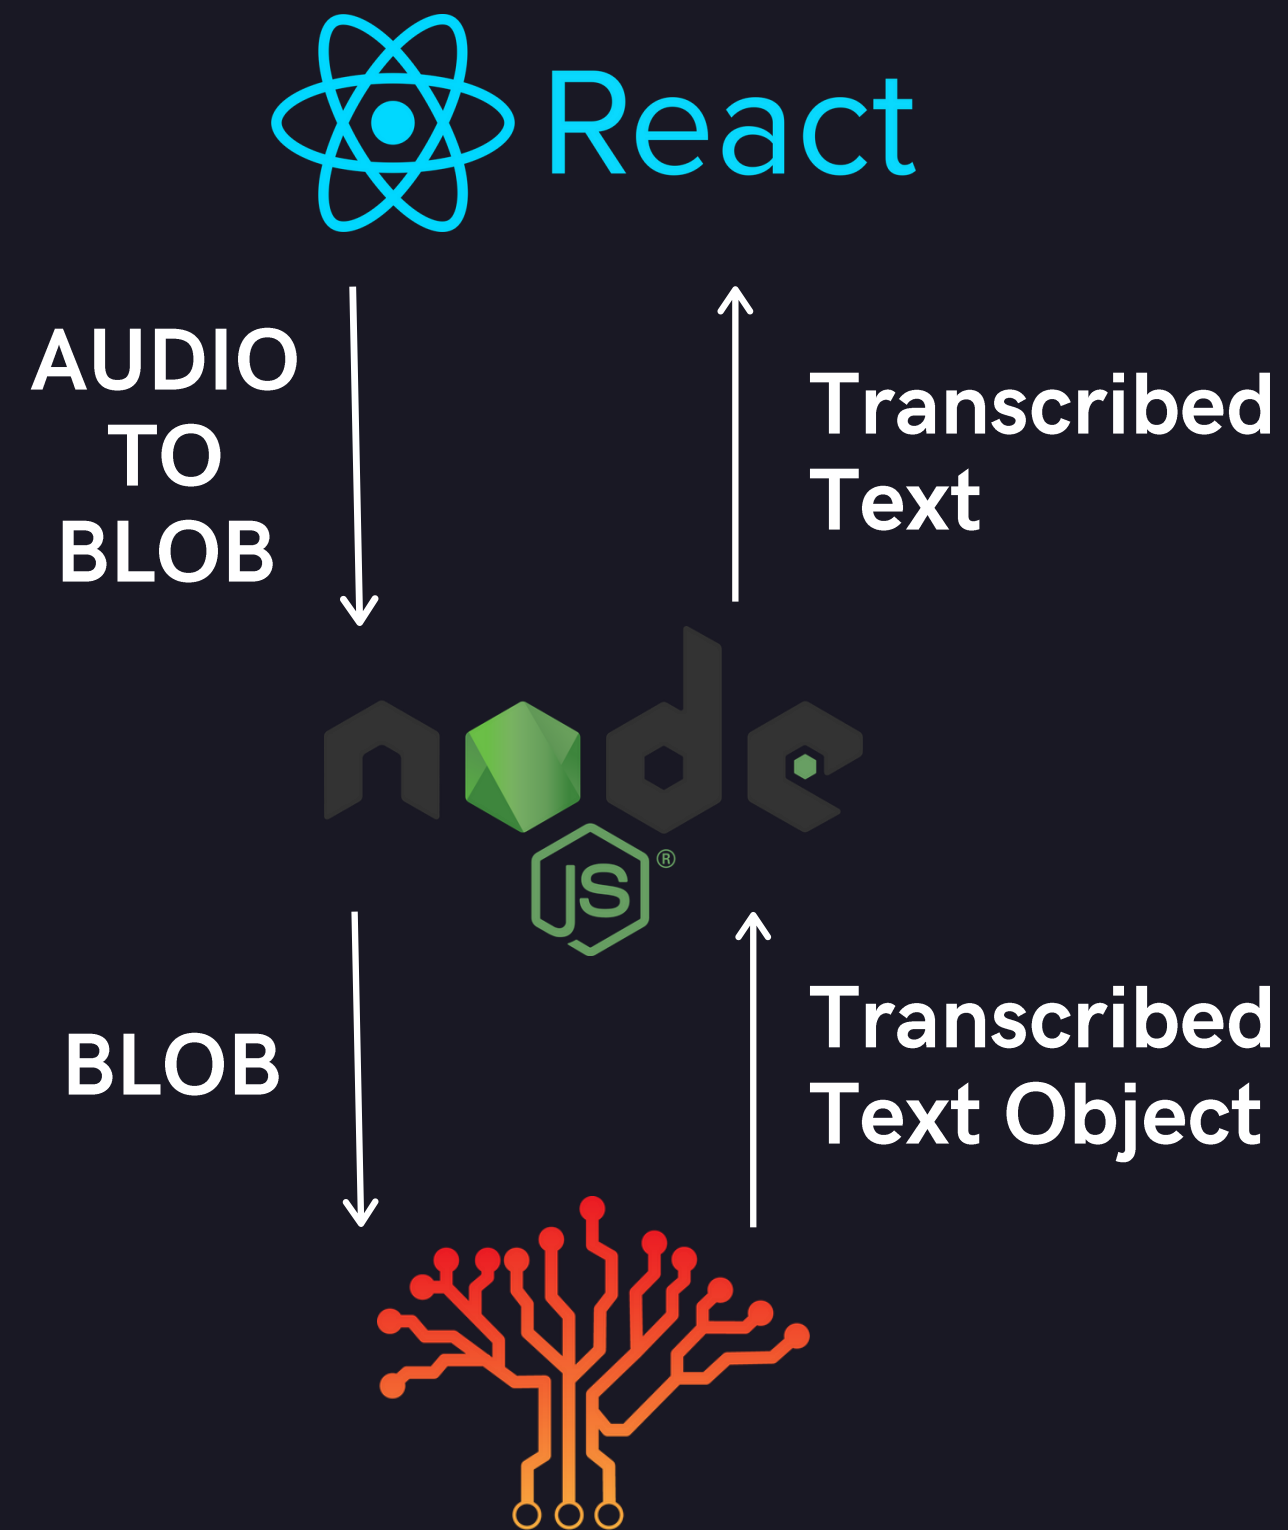 React
AUDIO
TO
BLOB
Transcribed
Text
node
JS®
BLOB
Transcribed
Text Object